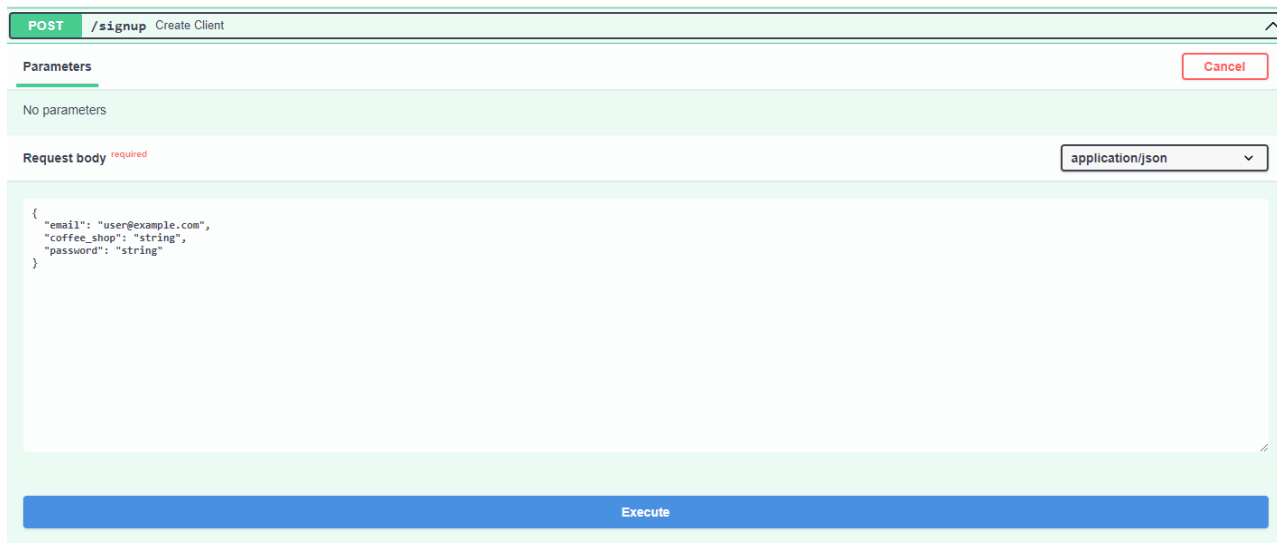 POST /signup Create Client
Parameters
Cancel
No parameters
Request body required
application/json
{
  "email": "user@example.com",
  "coffee_shop": "string",
  "password": "string"
}
Execute